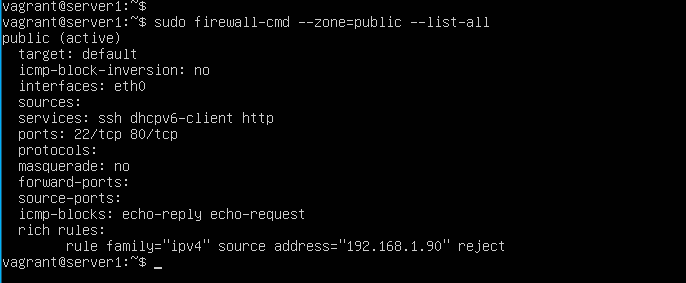 vagrant@server1:~$
vagrant@server1:~$ sudo firewall-cmd --zone=public --list-all
public (active)
  target: default
  icmp-block-inversion: no
  interfaces: eth0
  sources:
  services: ssh dhcpv6-client http
  ports: 22/tcp 80/tcp
  protocols:
  masquerade: no
  forward-ports:
  source-ports:
  icmp-blocks: echo-reply echo-request
  rich rules:
        rule family="ipv4" source address="192.168.1.90" reject
vagrant@server1:~$ _